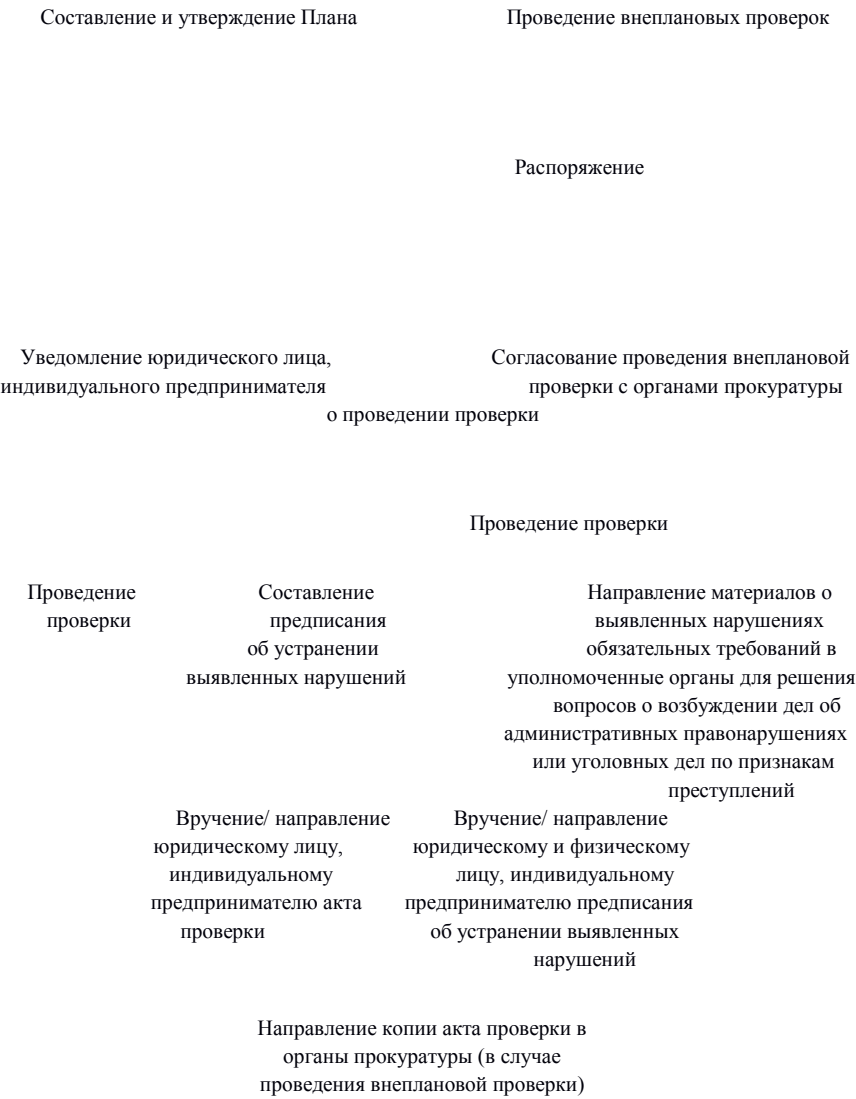 Составление и утверждение Плана
Проведение внеплановых проверок
Распоряжение
Уведомление юридического лица,
индивидуального предпринимателя
о проведении проверки
Согласование проведения внеплановой
проверки с органами прокуратуры
Проведение проверки
Проведение
проверки
Составление
предписания
об устранении
выявленных нарушений
Направление материалов о
выявленных нарушениях
обязательных требований в
уполномоченные органы для решения
вопросов о возбуждении дел об
административных правонарушениях
или уголовных дел по признакам
преступлений
Вручение/ направление
юридическому лицу,
индивидуальному
предпринимателю акта
проверки
Вручение/ направление
юридическому и физическому
лицу, индивидуальному
предпринимателю предписания
об устранении выявленных
нарушений
Направление копии акта проверки в
органы прокуратуры (в случае
проведения внеплановой проверки)